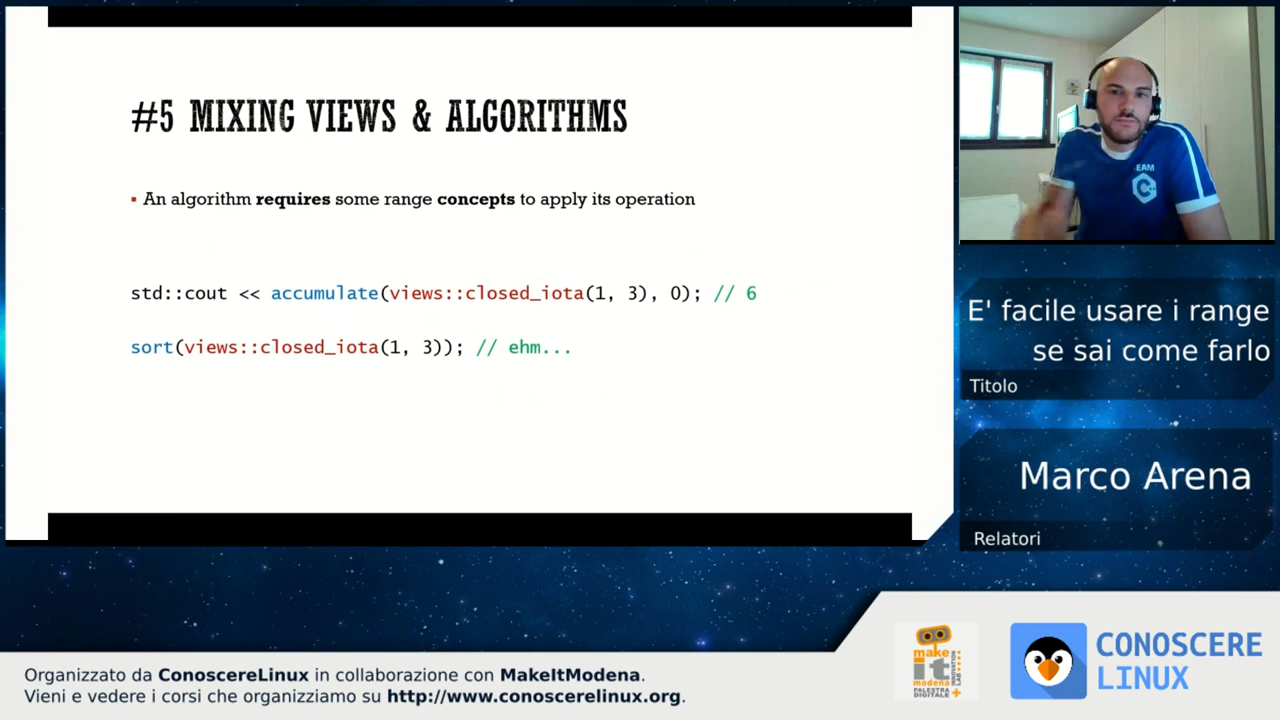 #5 MIXING VIEWS & ALGORITHMS
▪ An algorithm requires some range concepts to apply its operation
std::cout << accumulate(views::closed_iota(1, 3), 0); // 6
sort(views::closed_iota(1, 3)); // ehm...
EAM
C++
E' facile usare i range
se sai come farlo
Titolo
Marco Arena
Relatori
Organizzato da ConoscereLinux in collaborazione con MakeItModena.
Vieni e vedere i corsi che organizziamo su http://www.conoscerelinux.org.
make
it
modena
PALESTRA
DIGITALE
INNOVATION
LAB
CONOSCERE
LINUX